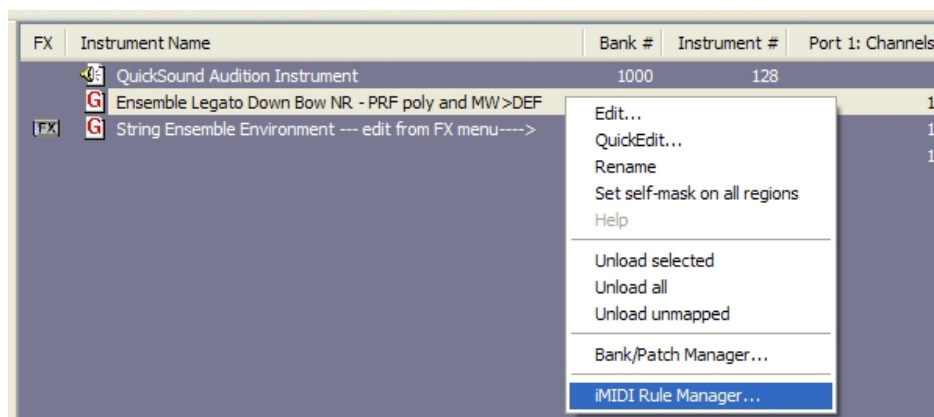 FX Instrument Name Bank # Instrument # Port 1: Channels
QuickSound Audition Instrument 1000 128
G Ensemble Legato Down Bow NR - PRF poly and MW>DEF 1
FX G String Ensemble Environment --- edit from FX menu----> 1
1
Edit...
QuickEdit...
Rename
Set self-mask on all regions
Help
Unload selected
Unload all
Unload unmapped
Bank/Patch Manager...
iMIDI Rule Manager...